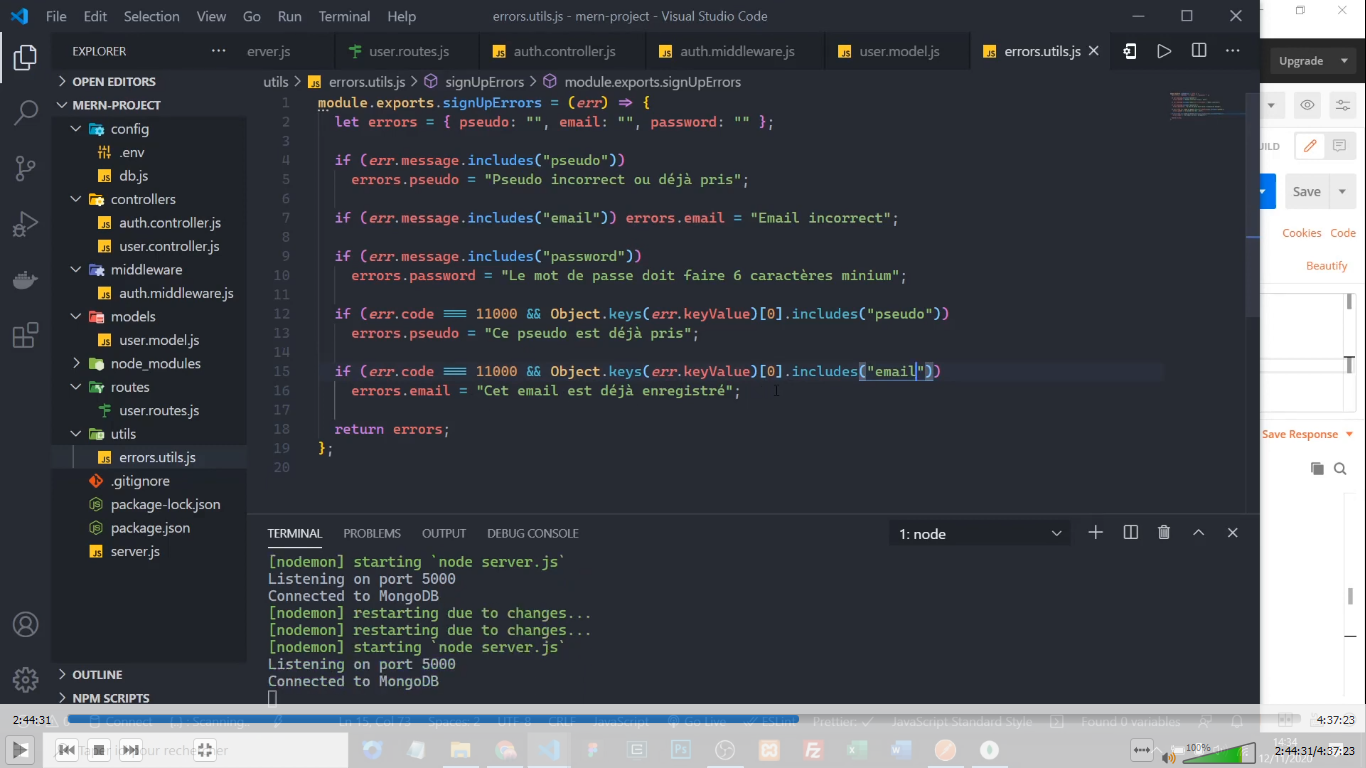 File Edit Selection View Go Run Terminal Help
errors.utils.js - mern-project - Visual Studio Code
EXPLORER
erver.js
user.routes.js
auth.controller.js
auth.middleware.js
user.model.js
errors.utils.js
Upgrade
OPEN EDITORS
MERN-PROJECT
config
.env
db.js
controllers
auth.controller.js
user.controller.js
middleware
auth.middleware.js
models
user.model.js
node_modules
routes
user.routes.js
utils
errors.utils.js
.gitignore
package-lock.json
package.json
server.js
OUTLINE
NPM SCRIPTS
utils > errors.utils.js > signUpErrors > module.exports.signUpErrors
1 module.exports.signUpErrors = (err) => {
2 let errors = { pseudo: "", email: "", password: "" };
3
4 if (err.message.includes("pseudo"))
5 errors.pseudo = "Pseudo incorrect ou déjà pris";
6
7 if (err.message.includes("email")) errors.email = "Email incorrect";
8
9 if (err.message.includes("password"))
10 errors.password = "Le mot de passe doit faire 6 caractères minium";
11
12 if (err.code === 11000 && Object.keys(err.keyValue)[0].includes("pseudo"))
13 errors.pseudo = "Ce pseudo est déjà pris";
14
15 if (err.code === 11000 && Object.keys(err.keyValue)[0].includes("email"))
16 errors.email = "Cet email est déjà enregistré";
17
18 return errors;
19 };
20
UILD
Save
Cookies Code
Beautify
Save Response
TERMINAL PROBLEMS OUTPUT DEBUG CONSOLE
1: node
[nodemon] starting `node server.js`
Listening on port 5000
Connected to MongoDB
[nodemon] restarting due to changes...
[nodemon] restarting due to changes...
[nodemon] starting `node server.js`
Listening on port 5000
Connected to MongoDB
2:44:31
4:37:23
Connect
Scanning..
Ln 15, Col 73 Spaces: 2 UTF-8 CRLF JavaScript Go Live ESLint Prettier: ✓ JavaScript Standard Style Found 0 variables
Taper ici pour rechercher
100%
14:34
12/11/2020
2:44:31/4:37:23